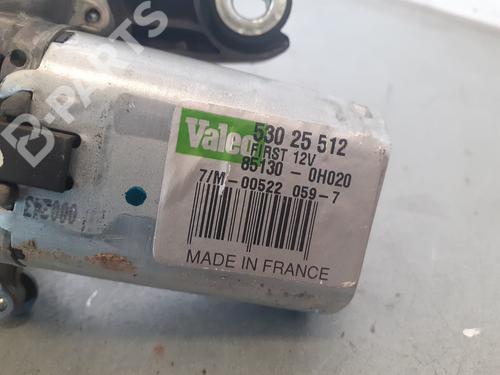 B-PARTS
Valeo
530 25 512
FIRST 12V
85130 - 0H020
7/M-00522 059-7
MADE IN FRANCE